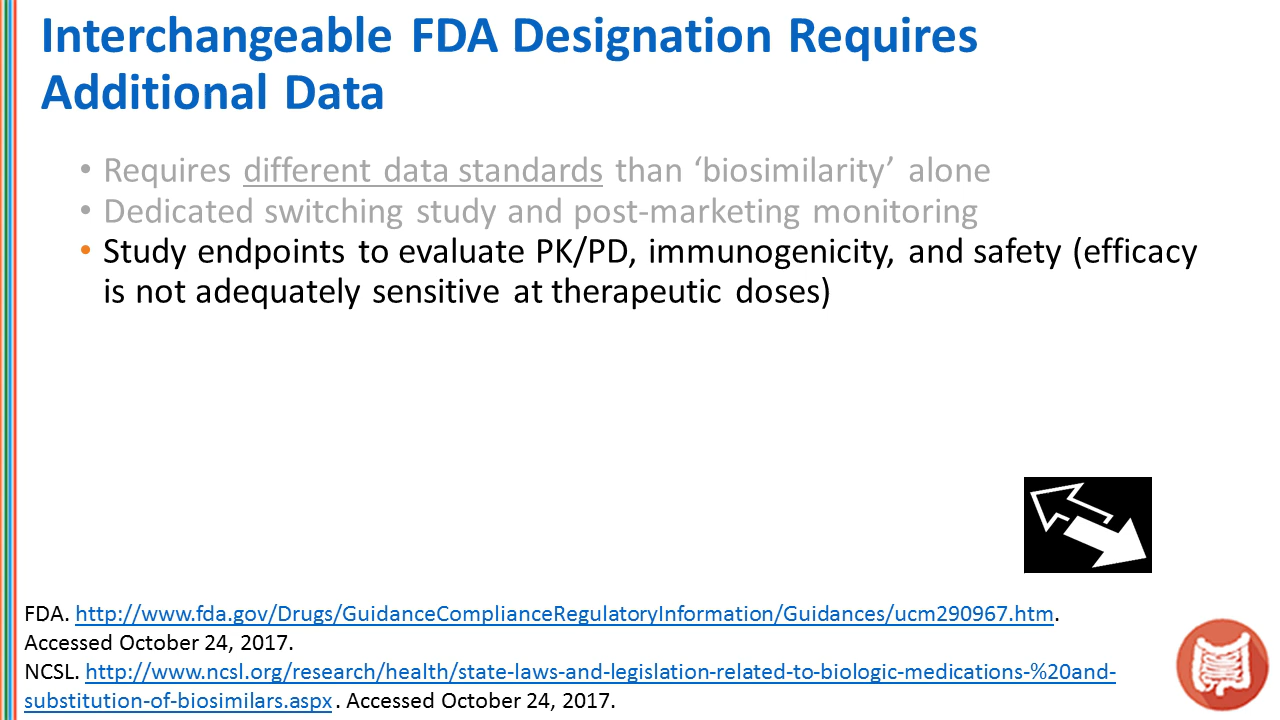 Interchangeable FDA Designation Requires
Additional Data
• Requires different data standards than ‘biosimilarity’ alone
• Dedicated switching study and post-marketing monitoring
• Study endpoints to evaluate PK/PD, immunogenicity, and safety (efficacy
is not adequately sensitive at therapeutic doses)
FDA. http://www.fda.gov/Drugs/GuidanceComplianceRegulatoryInformation/Guidances/ucm290967.htm.
Accessed October 24, 2017.
NCSL. http://www.ncsl.org/research/health/state-laws-and-legislation-related-to-biologic-medications-%20and-
substitution-of-biosimilars.aspx . Accessed October 24, 2017.